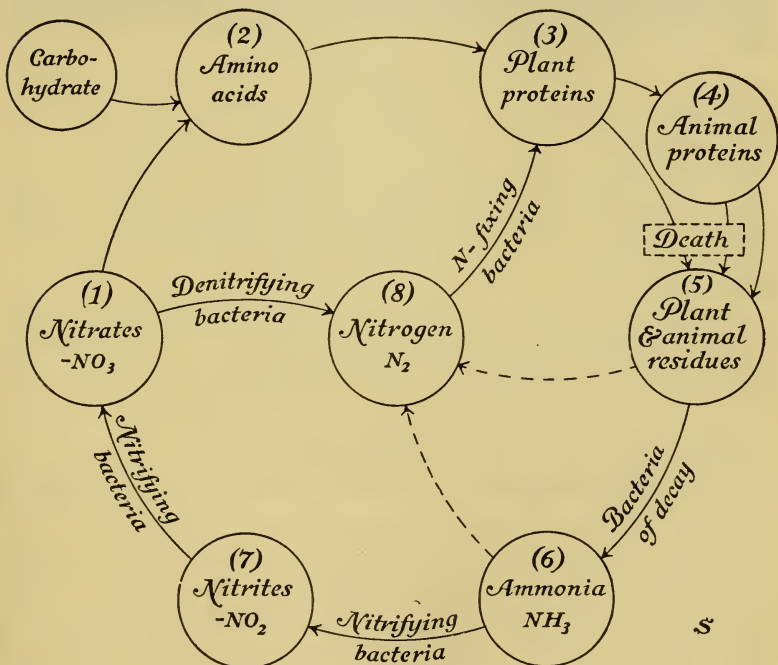 Carbo-
hydrate
(2)
Amino
acids
(3)
Plant
proteins
(4)
Animal
proteins
N-fixing
bacteria
Death
(1)
Nitrates
-NO₃
Denitrifying
bacteria
(8)
Nitrogen
N₂
(5)
Plant
& animal
residues
Nitrifying
bacteria
Bacteria
of decay
(7)
Nitrites
-NO₂
Nitrifying
bacteria
(6)
Ammonia
NH₃
S